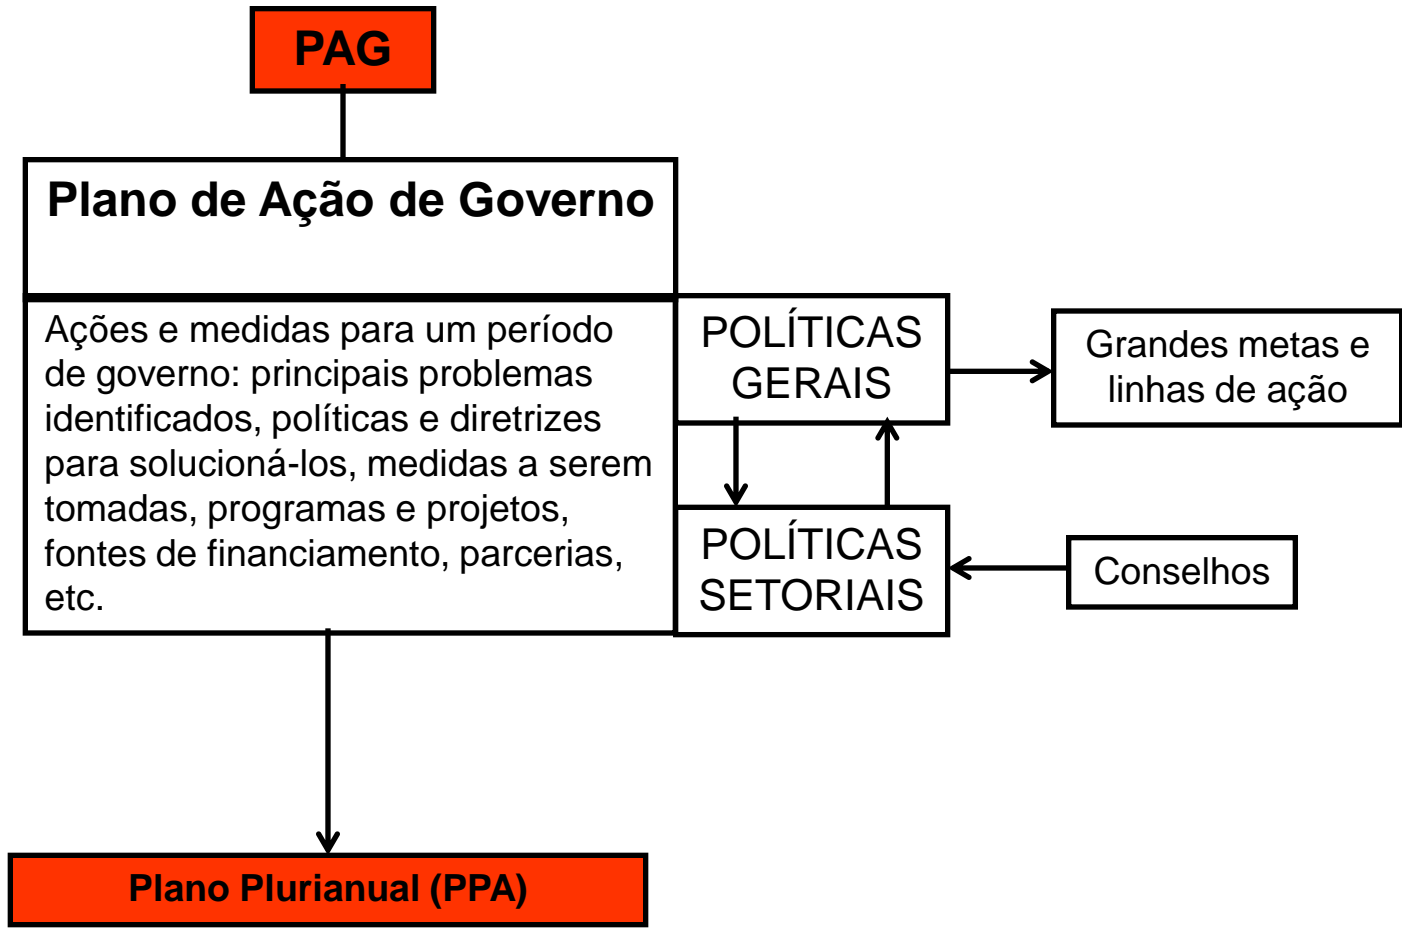 PAG
Plano de Ação de Governo
Ações e medidas para um período
de governo: principais problemas
identificados, políticas e diretrizes
para solucioná-los, medidas a serem
tomadas, programas e projetos,
fontes de financiamento, parcerias,
etc.
POLÍTICAS
GERAIS
Grandes metas e
linhas de ação
POLÍTICAS
SETORIAIS
Conselhos
Plano Plurianual (PPA)